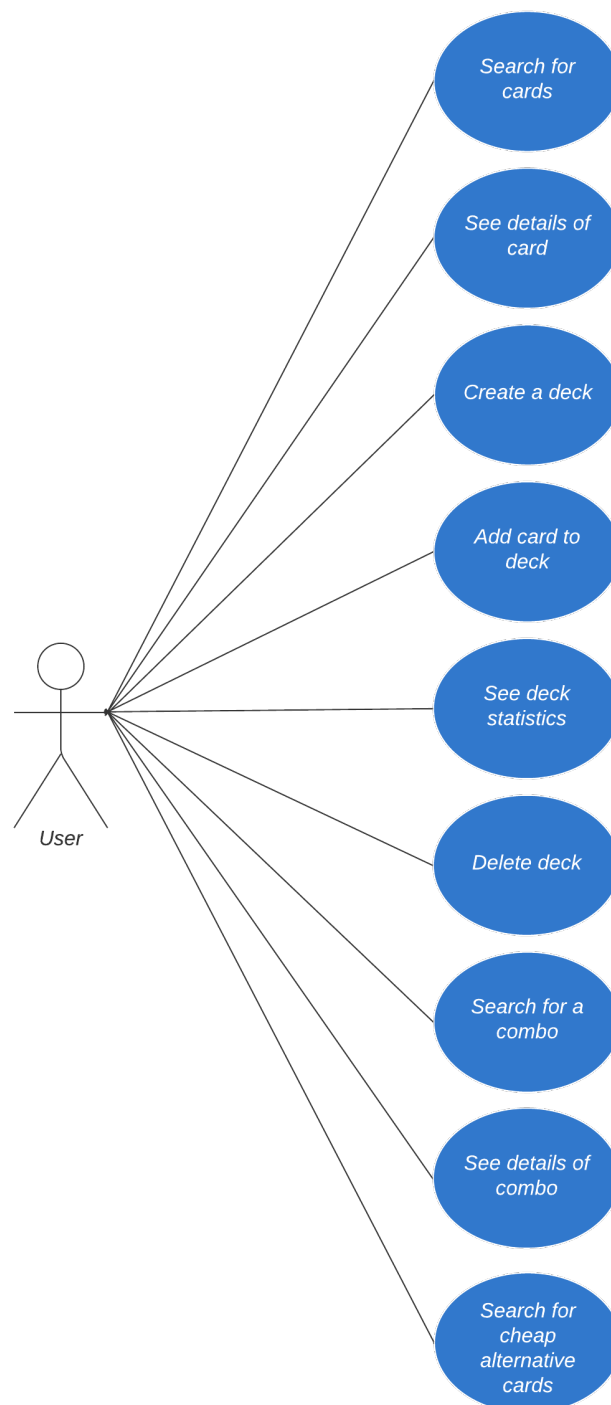 Search for
cards
See details of
card
Create a deck
Add card to
deck
See deck
statistics
User
Delete deck
Search for a
combo
See details of
combo
Search for
cheap
alternative
cards